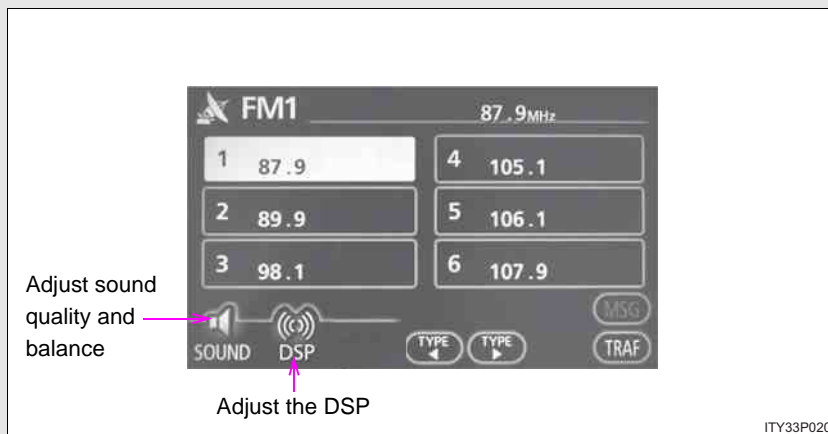 FM1
87.9MHz
1 87.9
4 105.1
2 89.9
5 106.1
3 98.1
6 107.9
Adjust sound
quality and
balance
MSG
SOUND
DSP
TYPE
TYPE
TRAF
Adjust the DSP
ITY33P020